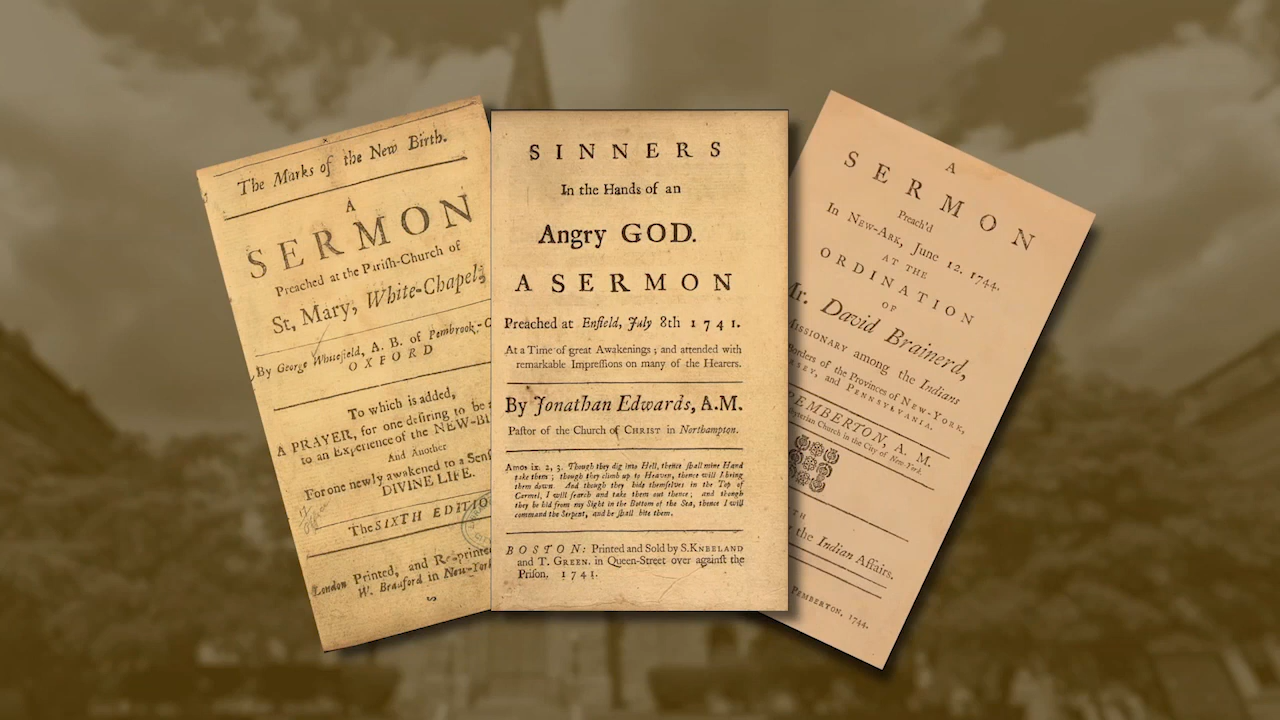 The Marks of the New Birth.
A
SERMON
Preached at the Parish-Church of
St, Mary, White-Chapel,
By George Whitefield, A. B. of Pembrook-C
OXFORD
To which is added,
A PRAYER, for one desiring to be
to an Experience of the NEW-BI
And Another
For one newly awakened to a Sens
DIVINE LIFE.
The SIXTH EDITIO
London Printed, and Re-printe
W. Bradford in New-York
SINNERS
In the Hands of an
Angry GOD.
A SERMON
Preached at Enfield, July 8th 1741.
At a Time of great Awakenings; and attended with
remarkable Impreſſions on many of the Hearers.
By Jonathan Edwards, A.M.
Paſtor of the Church of CHRIST in Northampton.
Amos ix. 2, 3. Though they dig into Hell, thence ſhall mine Hand
take them; though they climb up to Heaven, thence will I bring
them down. And though they hide themſelves in the Top of
Carmel, I will ſearch and take them out thence; and though
they be hid from my Sight in the Bottom of the Sea, thence I will
command the Serpent, and he ſhall bite them.
BOSTON: Printed and Sold by S. KNEELAND
and T. GREEN. in Queen-Street over againſt the
Priſon. 1741.
A
SERMON
Preach'd
In NEW-ARK, June 12. 1744.
AT THE
ORDINATION
OF
Mr. David Brainerd,
MISSIONARY among the Indians
Borders of the Provinces of NEW-YORK,
RSEY, and PENNSYLVANIA.
PEMBERTON, A. M.
byterian Church in the City of New-York.
the Indian Affairs.
PEMBERTON, 1744.